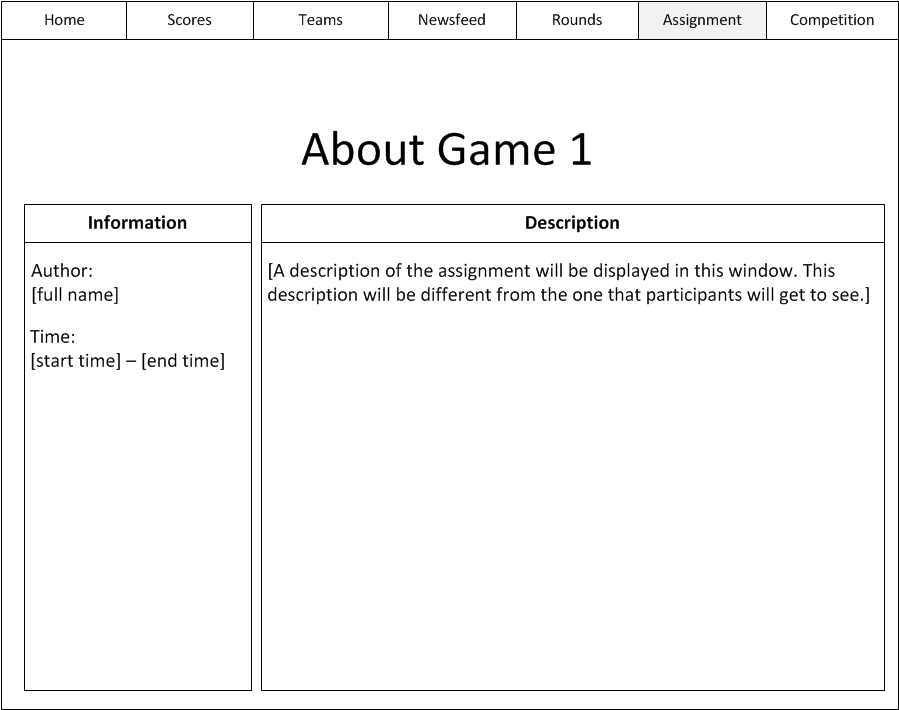 Home Scores Teams Newsfeed Rounds Assignment Competition
About Game 1
Information
Author:
[full name]
Time:
[start time] – [end time]
Description
[A description of the assignment will be displayed in this window. This
description will be different from the one that participants will get to see.]